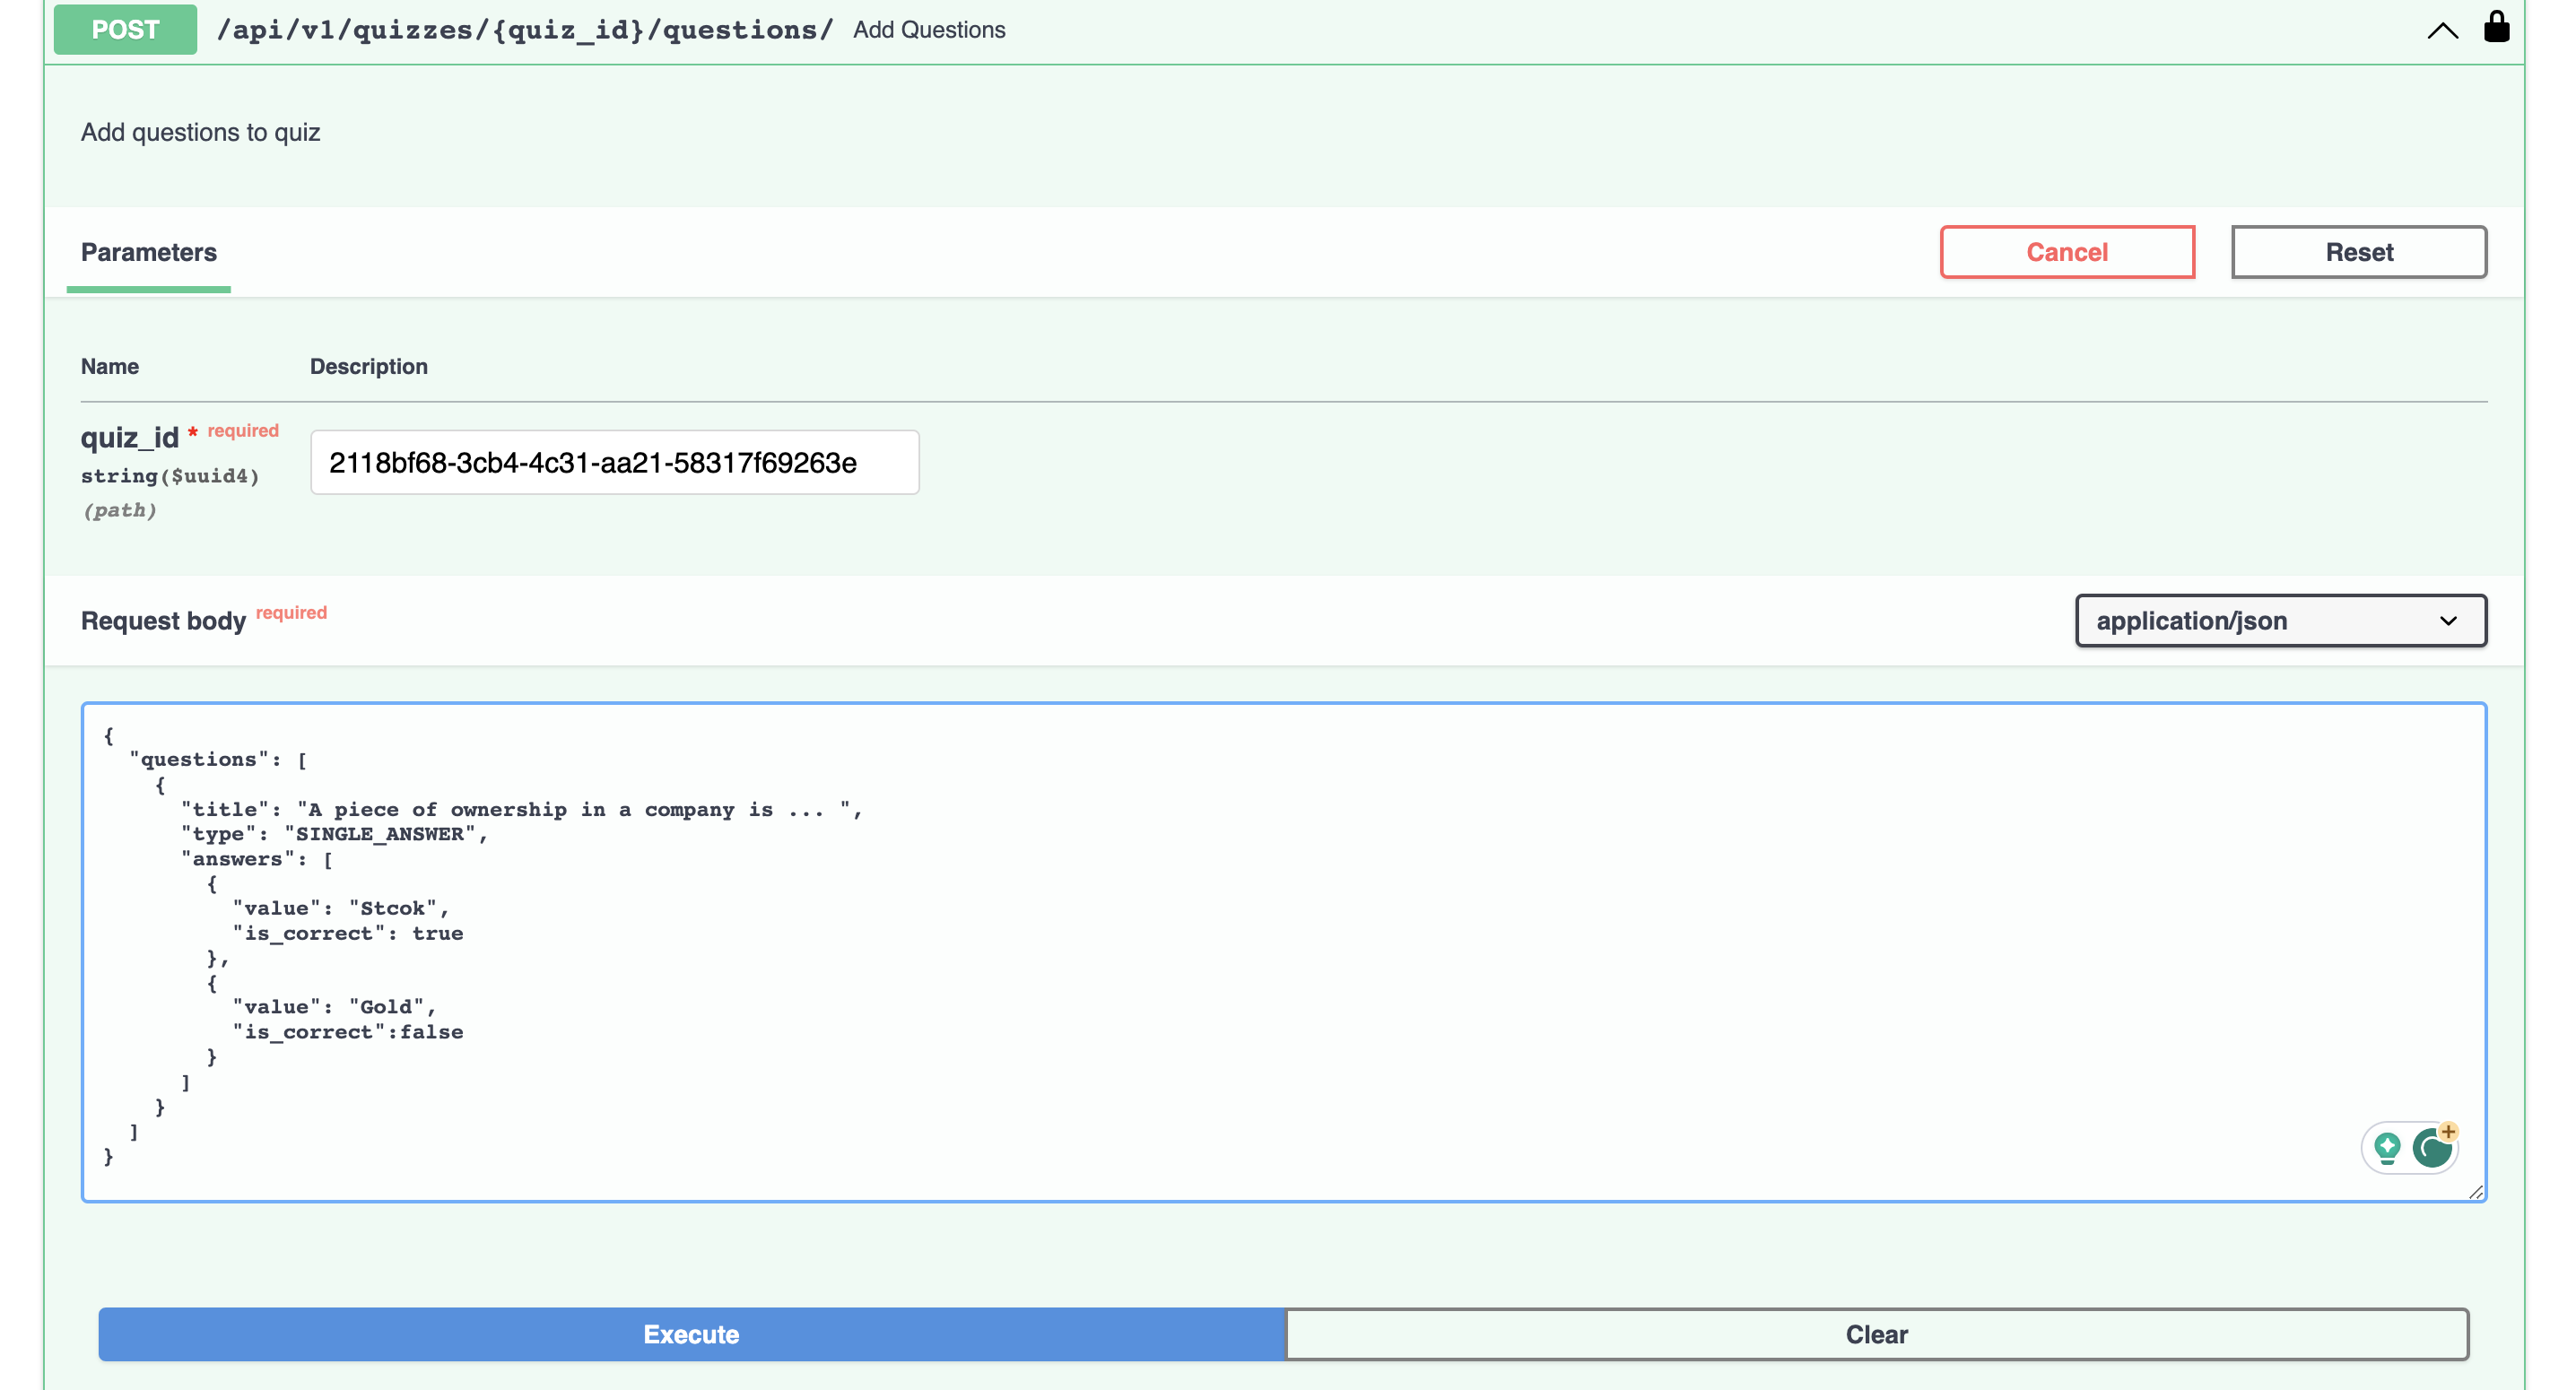 POST /api/v1/quizzes/{quiz_id}/questions/ Add Questions
Add questions to quiz
Parameters
Cancel
Reset
Name Description
quiz_id * required
string($uuid4)
(path)
2118bf68-3cb4-4c31-aa21-58317f69263e
Request body required
application/json
{
  "questions": [
    {
      "title": "A piece of ownership in a company is ... ",
      "type": "SINGLE_ANSWER",
      "answers": [
        {
          "value": "Stcok",
          "is_correct": true
        },
        {
          "value": "Gold",
          "is_correct":false
        }
      ]
    }
  ]
}
Execute
Clear